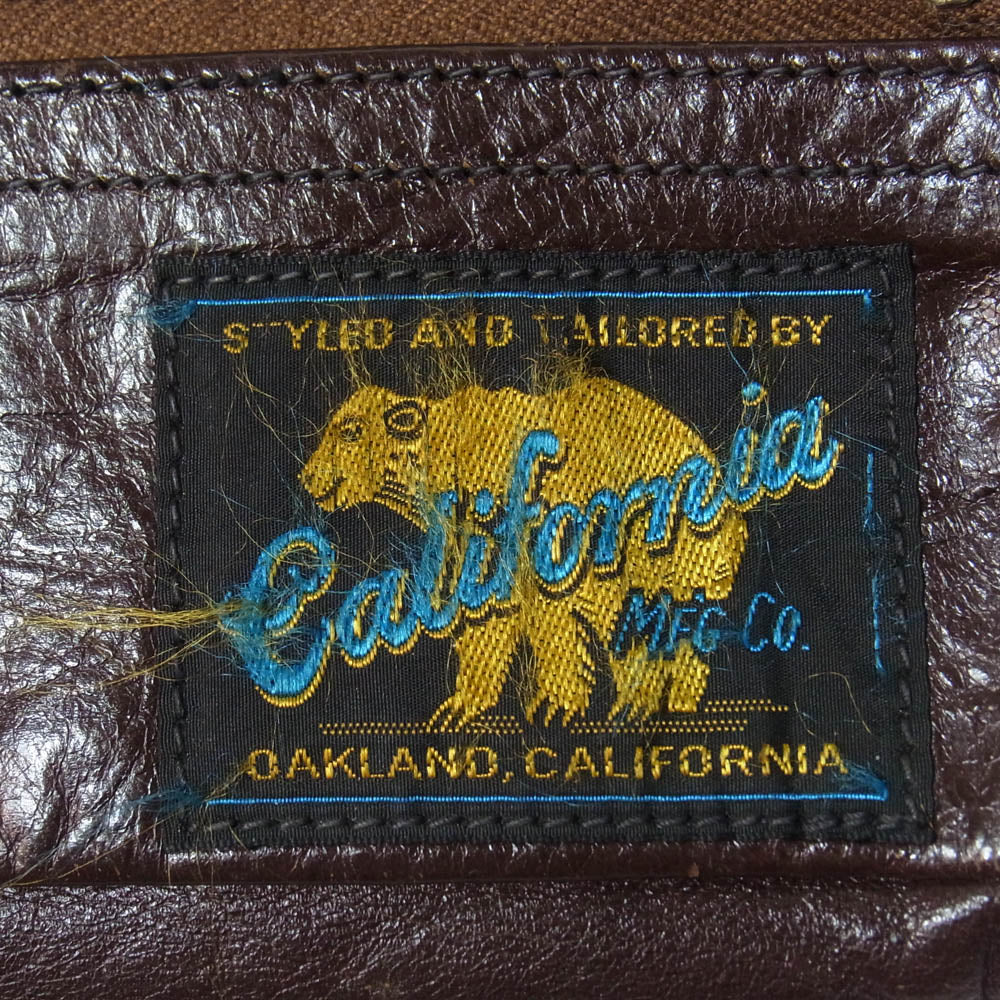 STYLED AND TAILORED BY
California
MFG. CO.
OAKLAND, CALIFORNIA